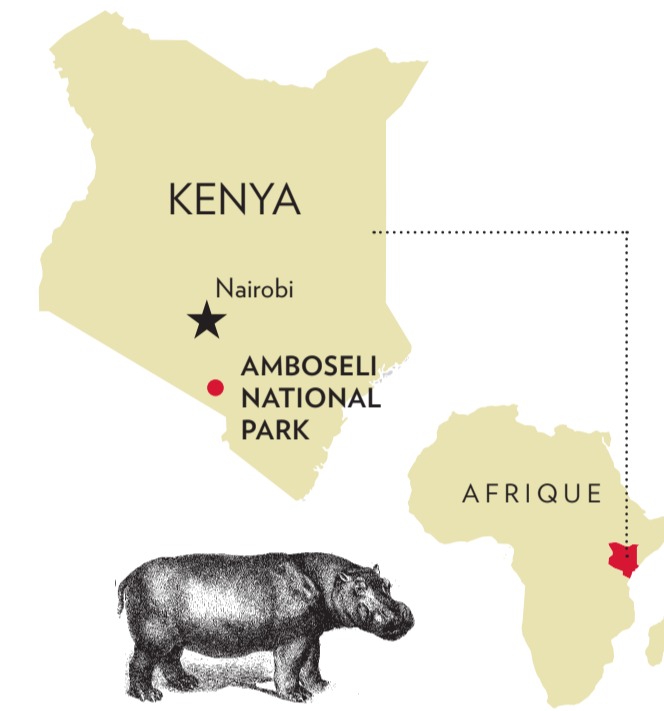 KENYA
Nairobi
AMBOSELI
NATIONAL
PARK
AFRIQUE